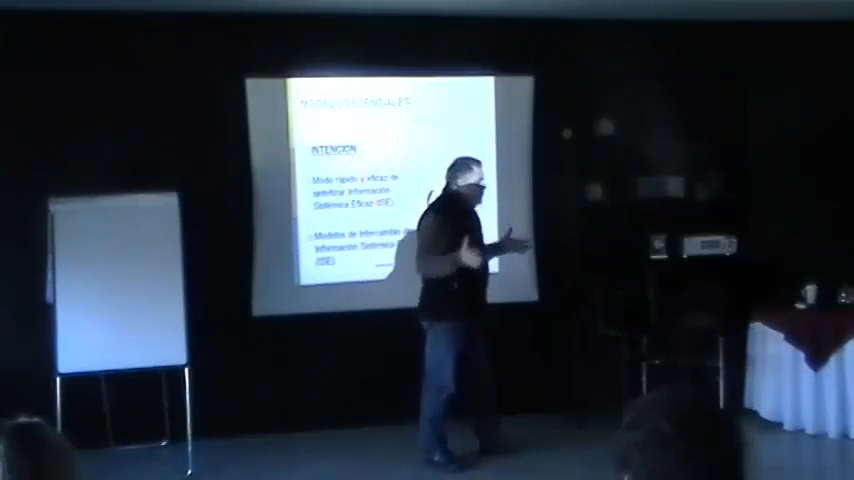 INTENCION
Modo rápido y eficaz de
sintetizar Información
Sistémica Eficaz (ISE)
Modelos de Intercambio de
Información Sistémica
(ISE)